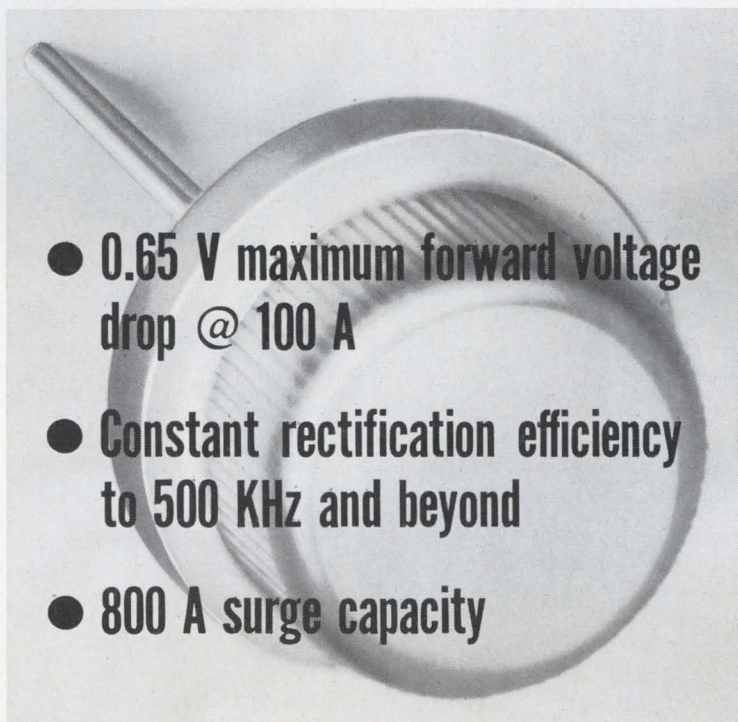 ● 0.65 V maximum forward voltage
drop @ 100 A
● Constant rectification efficiency
to 500 KHz and beyond
● 800 A surge capacity